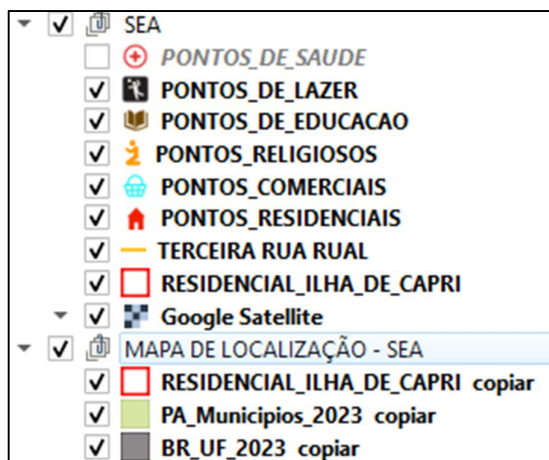 SEA
PONTOS_DE_SAUDE
PONTOS_DE_LAZER
PONTOS_DE_EDUCACAO
PONTOS_RELIGIOSOS
PONTOS_COMERCIAIS
PONTOS_RESIDENCIAIS
TERCEIRA RUA RUAL
RESIDENCIAL_ILHA_DE_CAPRI
Google Satellite
MAPA DE LOCALIZAÇÃO - SEA
RESIDENCIAL_ILHA_DE_CAPRI copiar
PA_Municipios_2023 copiar
BR_UF_2023 copiar